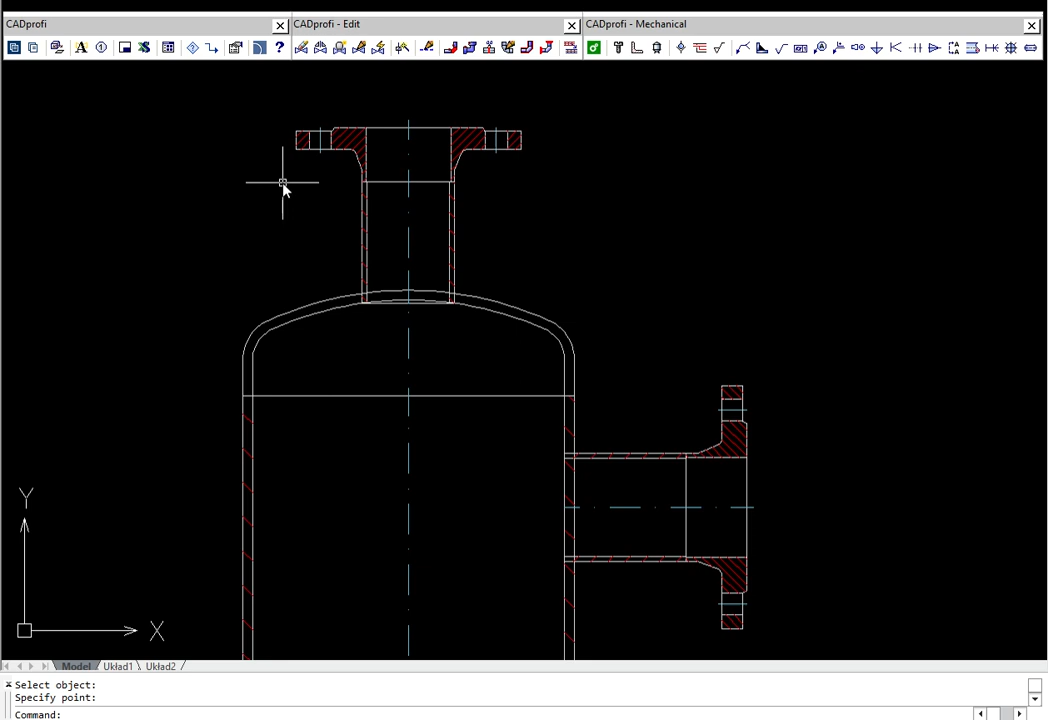 CADprofi
CADprofi - Edit
CADprofi - Mechanical
Y
X
Model
Układ1
Układ2
Select object:
Specify point:
Command: